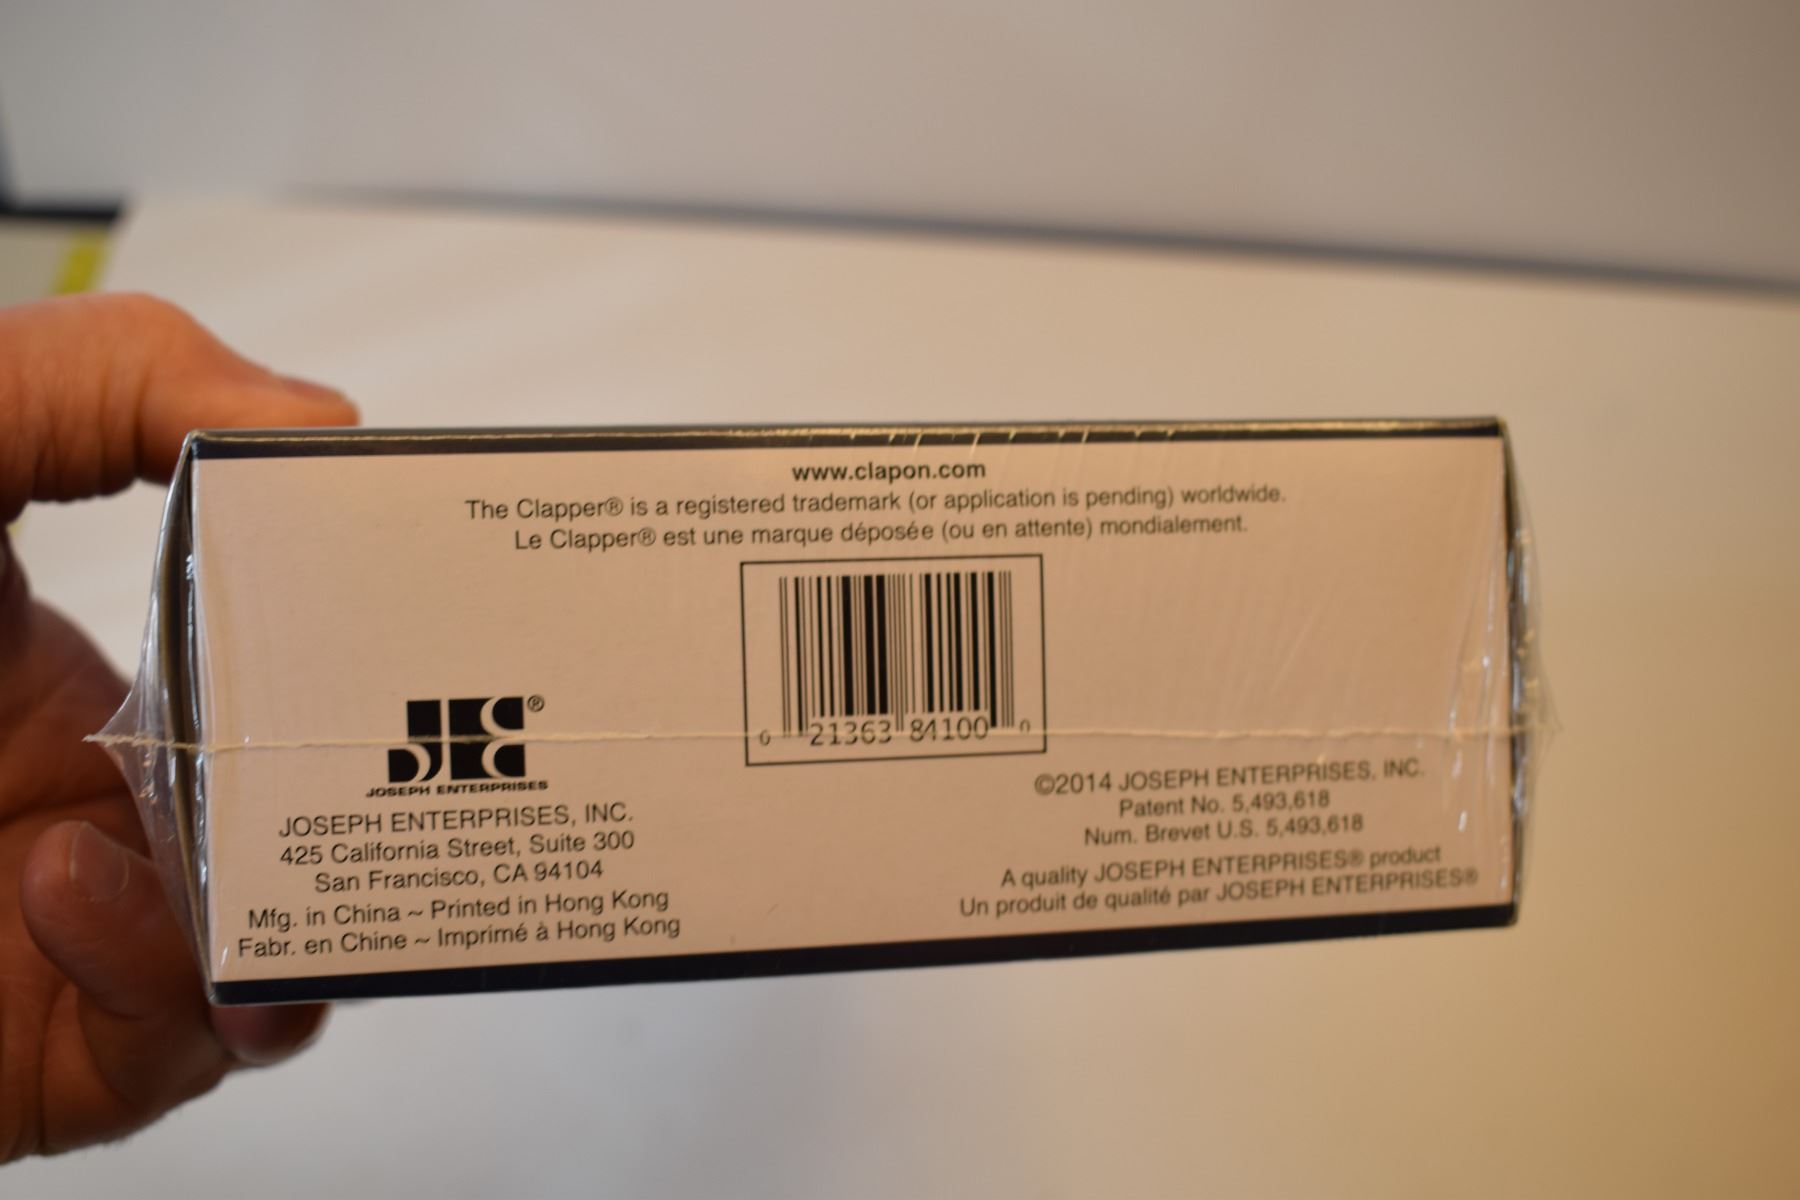 www.clapon.com
The Clapper® is a registered trademark (or application is pending) worldwide.
Le Clapper® est une marque déposée (ou en attente) mondialement.
0 21363 84100 0
®
JOSEPH ENTERPRISES
JOSEPH ENTERPRISES, INC.
425 California Street, Suite 300
San Francisco, CA 94104
Mfg. in China ~ Printed in Hong Kong
Fabr. en Chine ~ Imprimé à Hong Kong
©2014 JOSEPH ENTERPRISES, INC.
Patent No. 5,493,618
Num. Brevet U.S. 5,493,618
A quality JOSEPH ENTERPRISES® product
Un produit de qualité par JOSEPH ENTERPRISES®